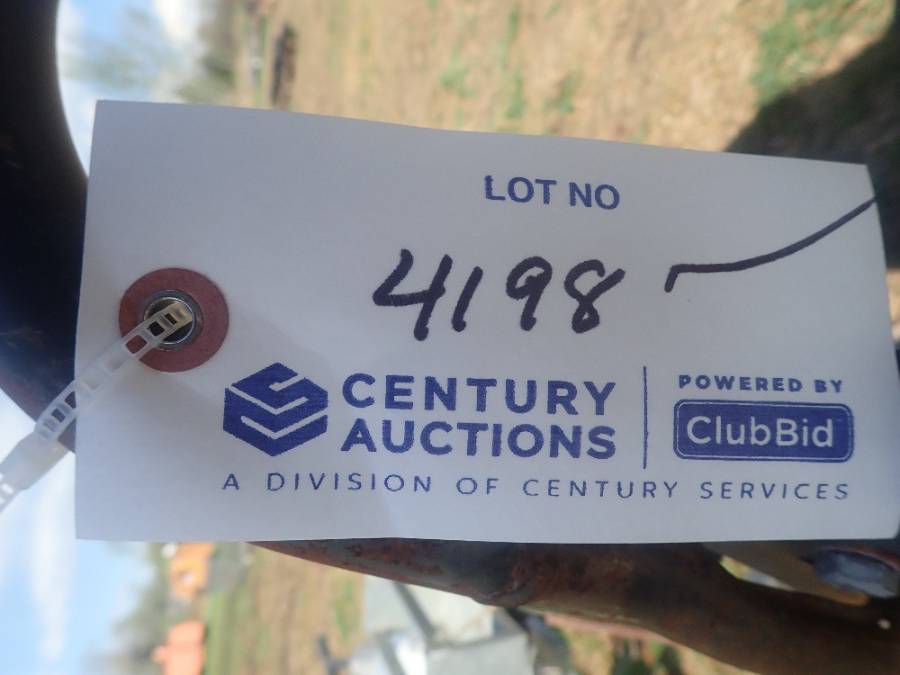 LOT NO
4198
CENTURY
AUCTIONS
POWERED BY
ClubBid
A DIVISION OF CENTURY SERVICES